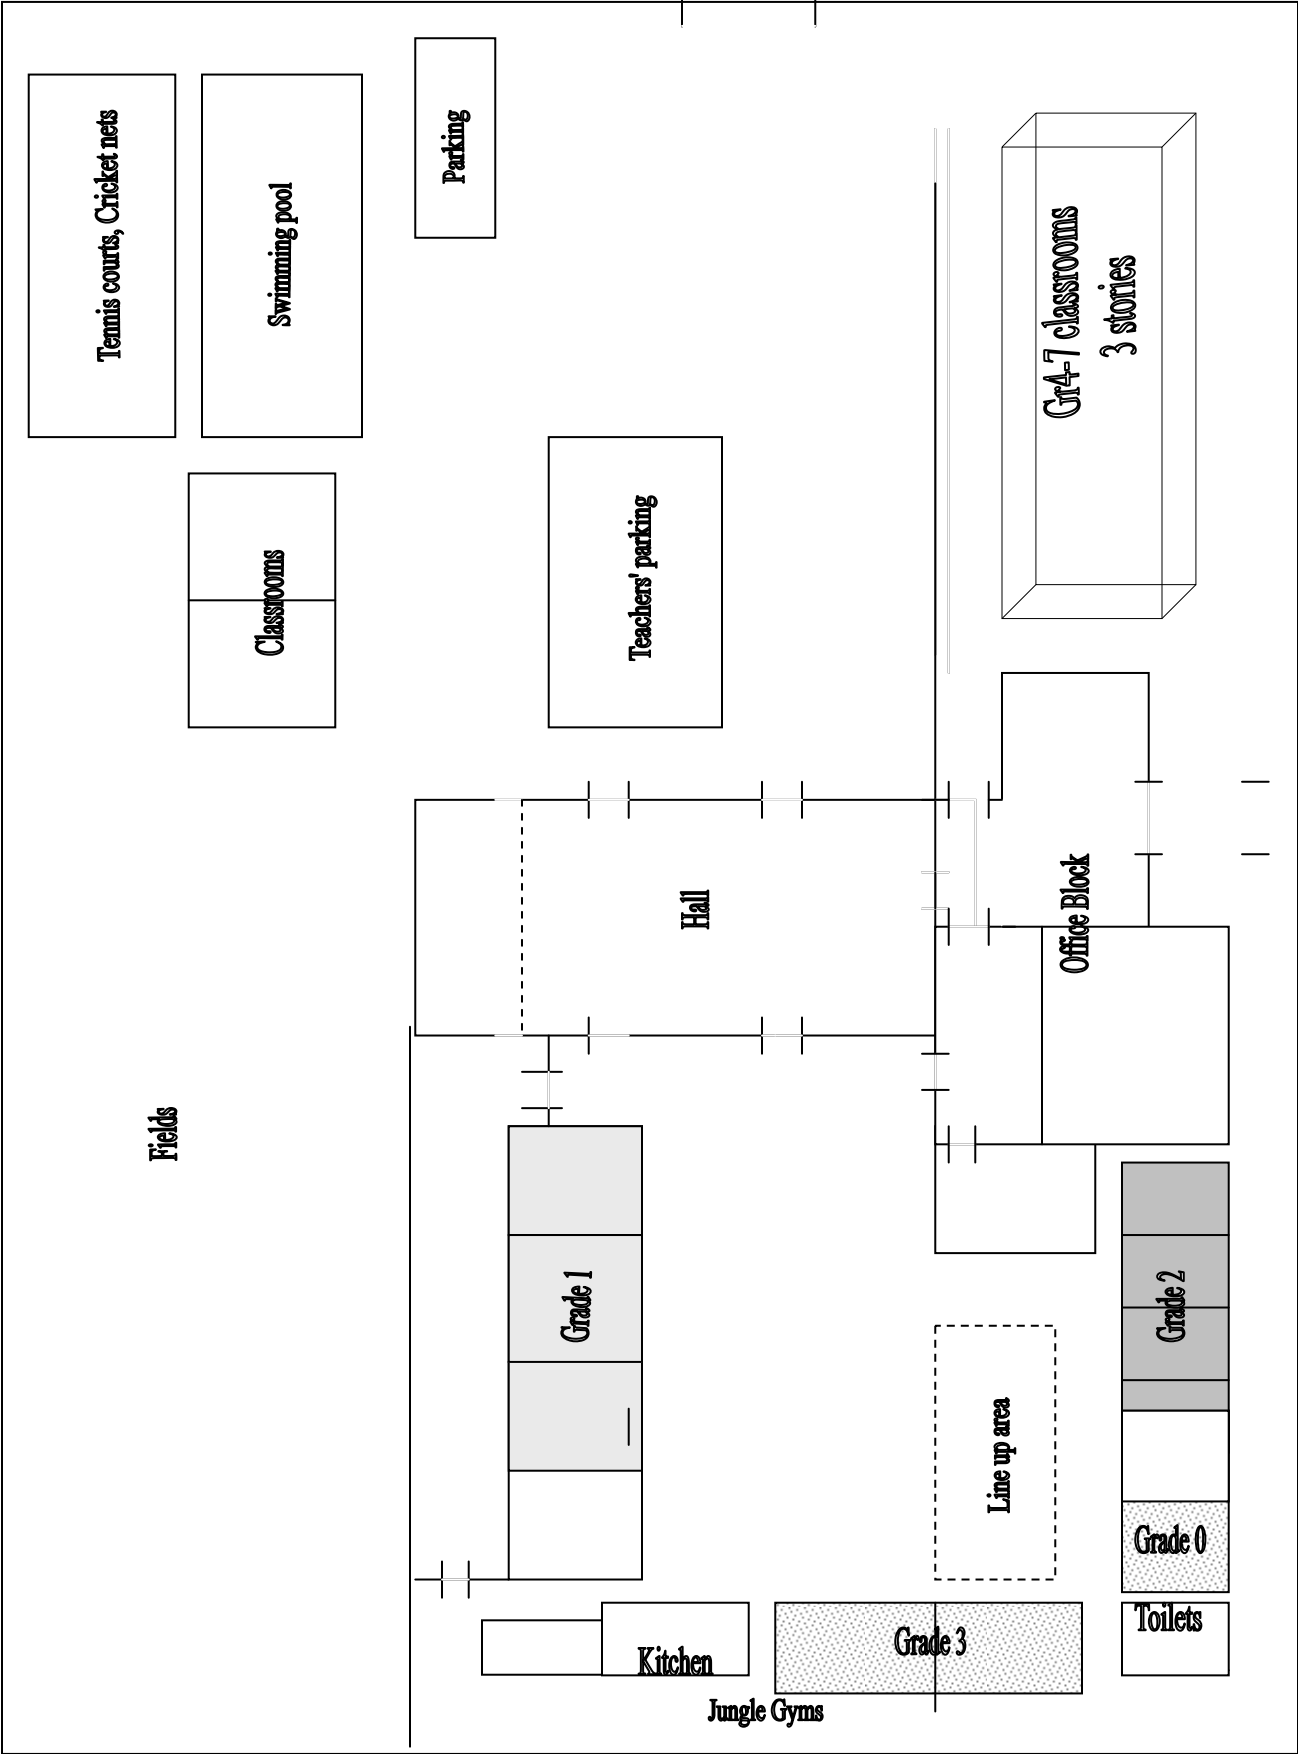 Parking
Tennis courts, Cricket nets
Swimming pool
Gr4-7 classrooms
3 stories
Classrooms
Teachers' parking
Hall
Office Block
Fields
Grade 1
Grade 2
Line up area
Grade 0
Toilets
Grade 3
Kitchen
Jungle Gyms